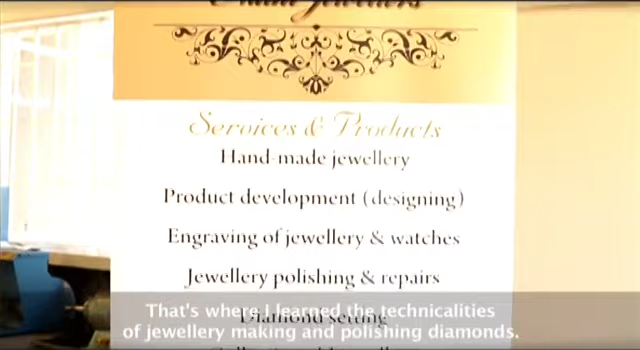 Jewellers
Services & Products
Hand-made jewellery
Product development (designing)
Engraving of jewellery & watches
Jewellery polishing & repairs
Diamond setting
That's where I learned the technicalities
of jewellery making and polishing diamonds.